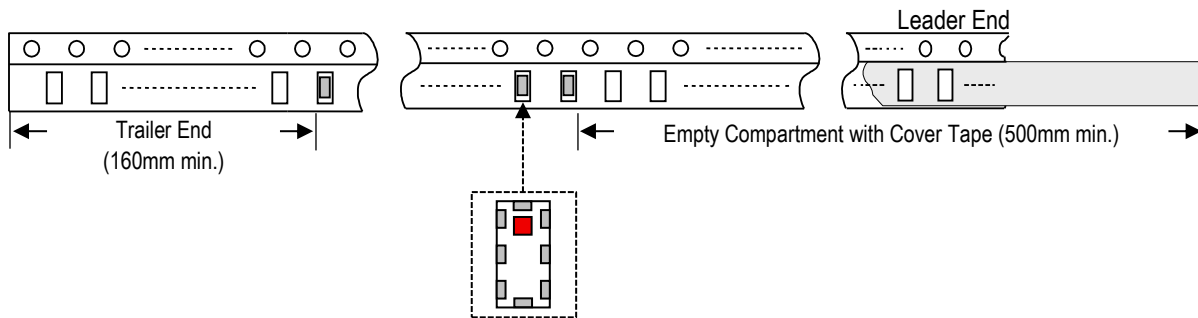 Leader End
Trailer End
(160mm min.)
Empty Compartment with Cover Tape (500mm min.)